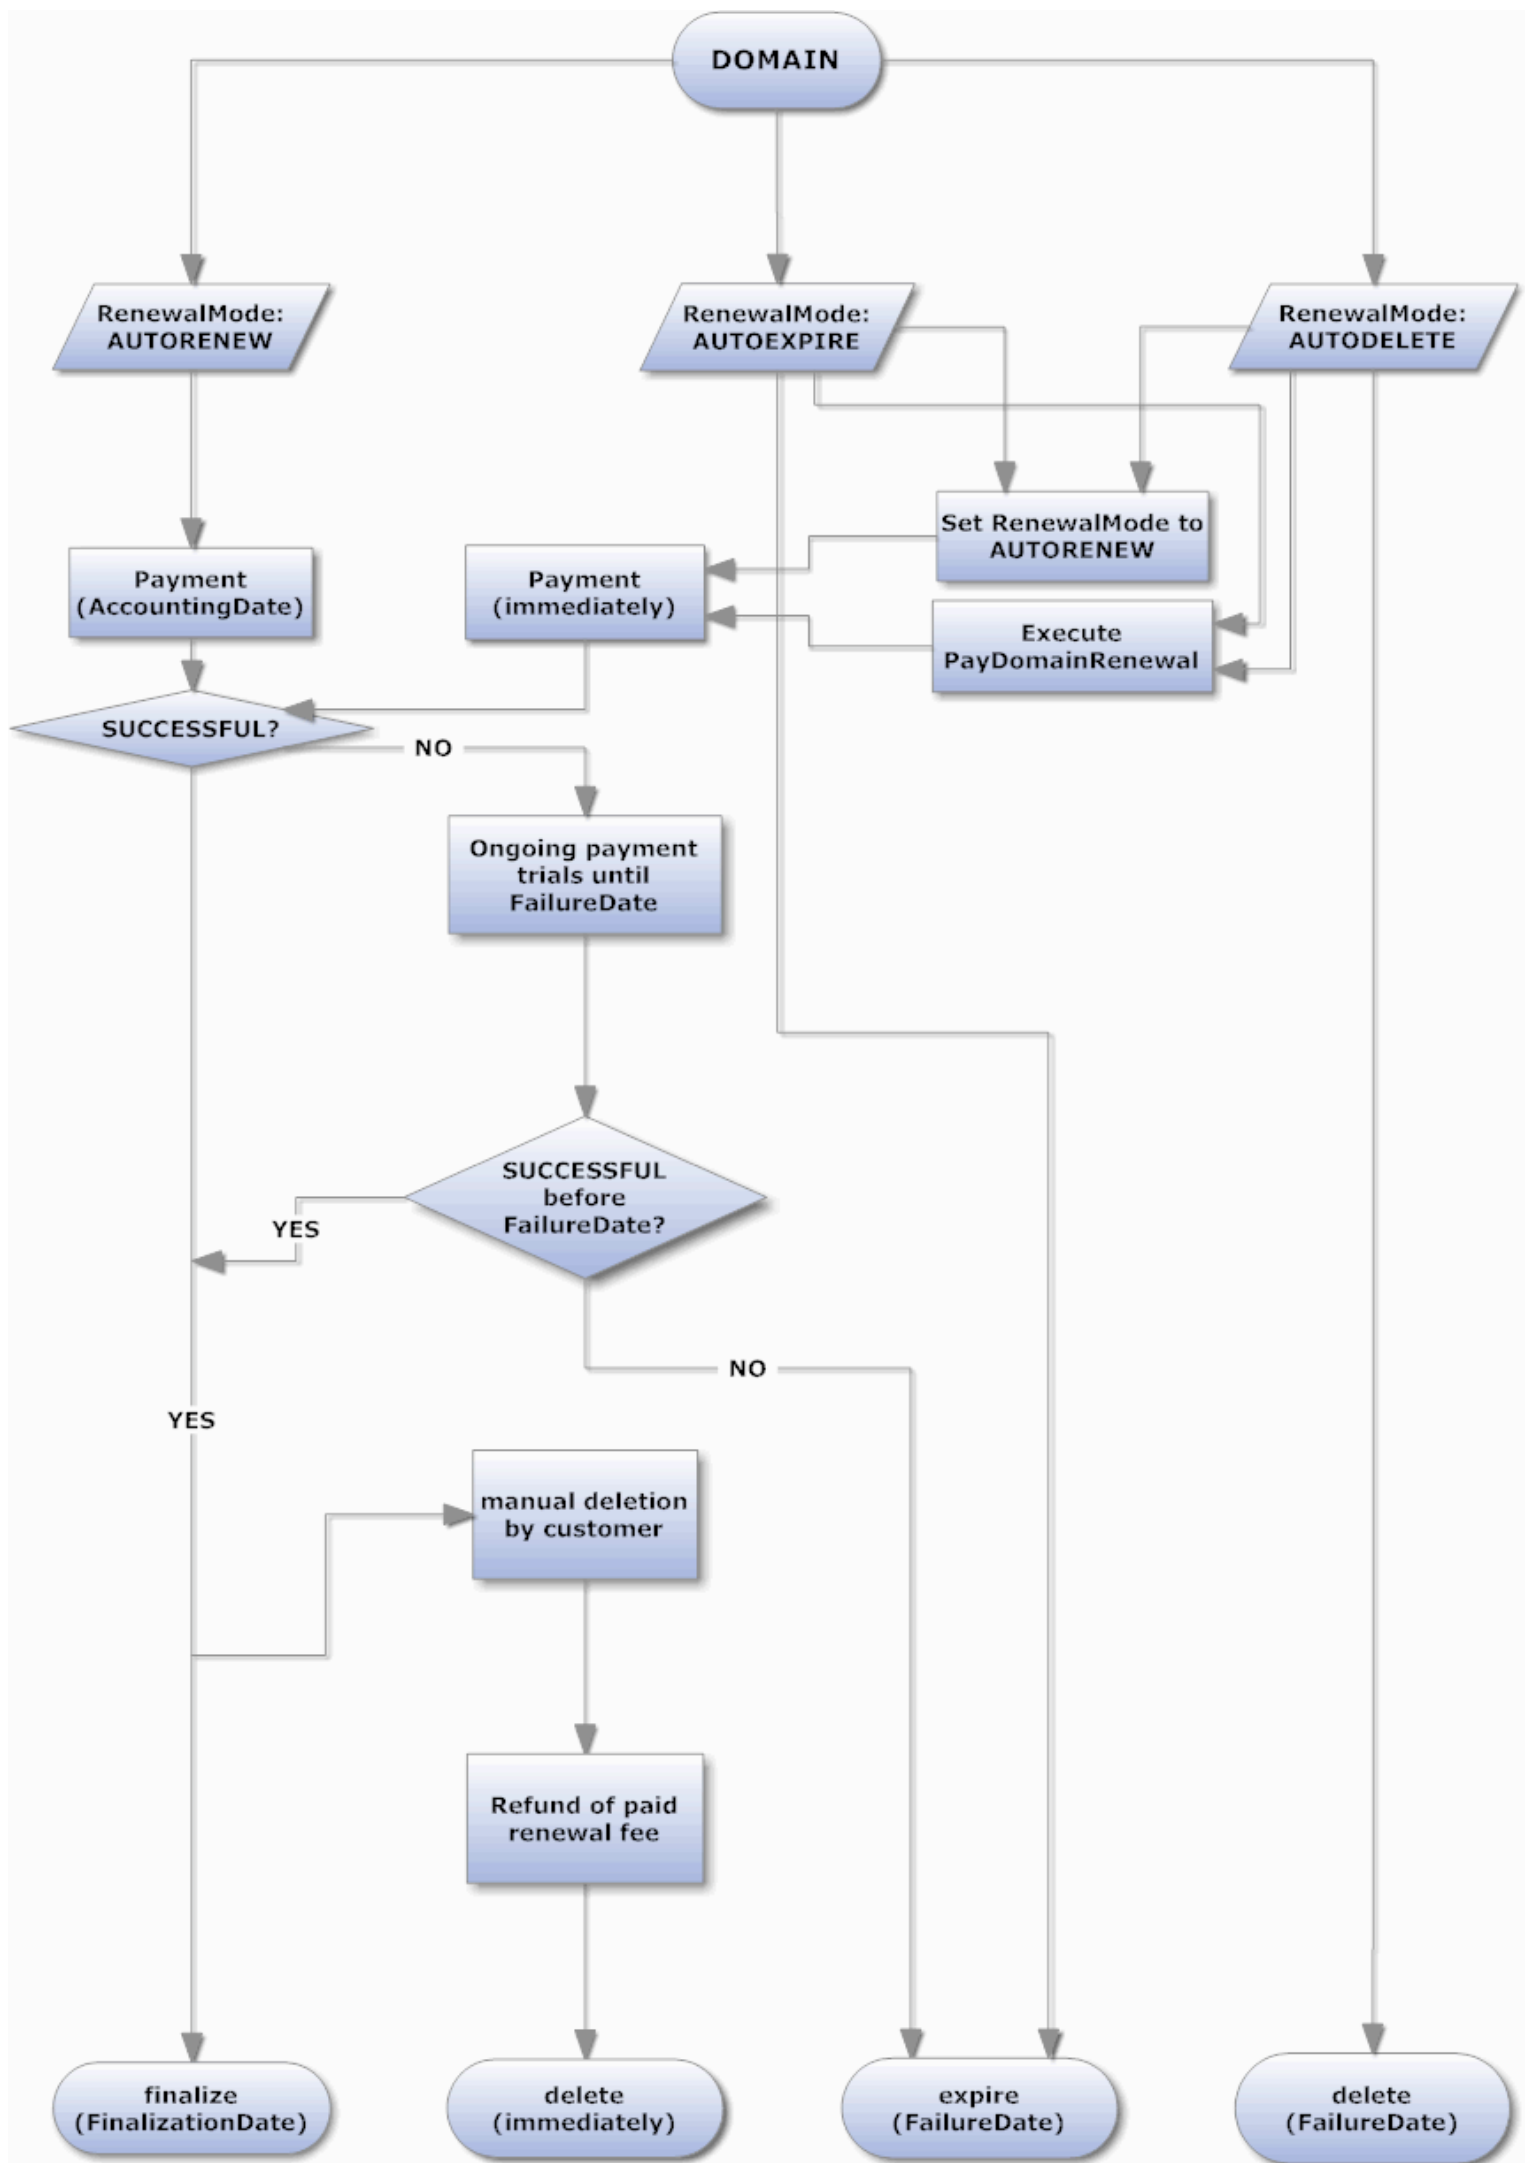 DOMAIN
RenewalMode:
AUTORENEW
RenewalMode:
AUTOEXPIRE
RenewalMode:
AUTODELETE
Set RenewalMode to
AUTORENEW
Payment
(AccountingDate)
Payment
(immediately)
Execute
PayDomainRenewal
SUCCESSFUL?
NO
Ongoing payment
trials until
FailureDate
SUCCESSFUL
before
FailureDate?
YES
NO
YES
manual deletion
by customer
Refund of paid
renewal fee
finalize
(FinalizationDate)
delete
(immediately)
expire
(FailureDate)
delete
(FailureDate)